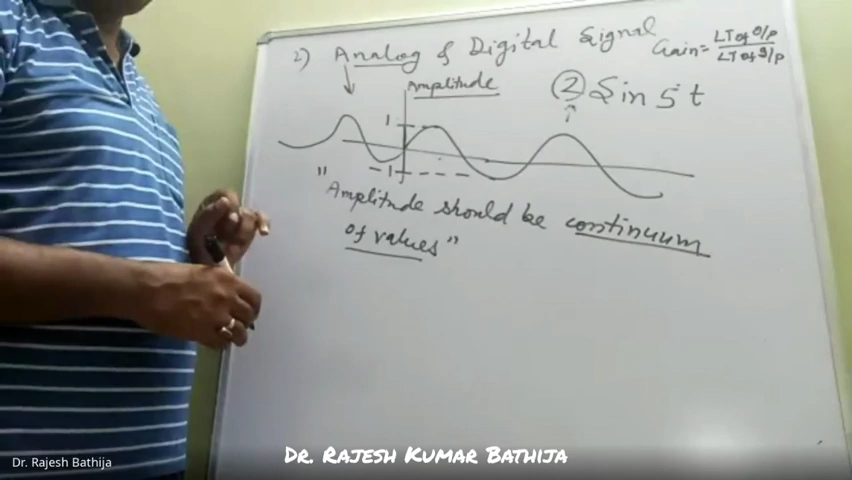 2) Analog & Digital Signal
Gain= LT of O/P
LT of I/P
Amplitude
2 Sin 5t
1
-1
"Amplitude should be continuum
of values"
Dr. Rajesh Kumar Bathija
Dr. Rajesh Bathija